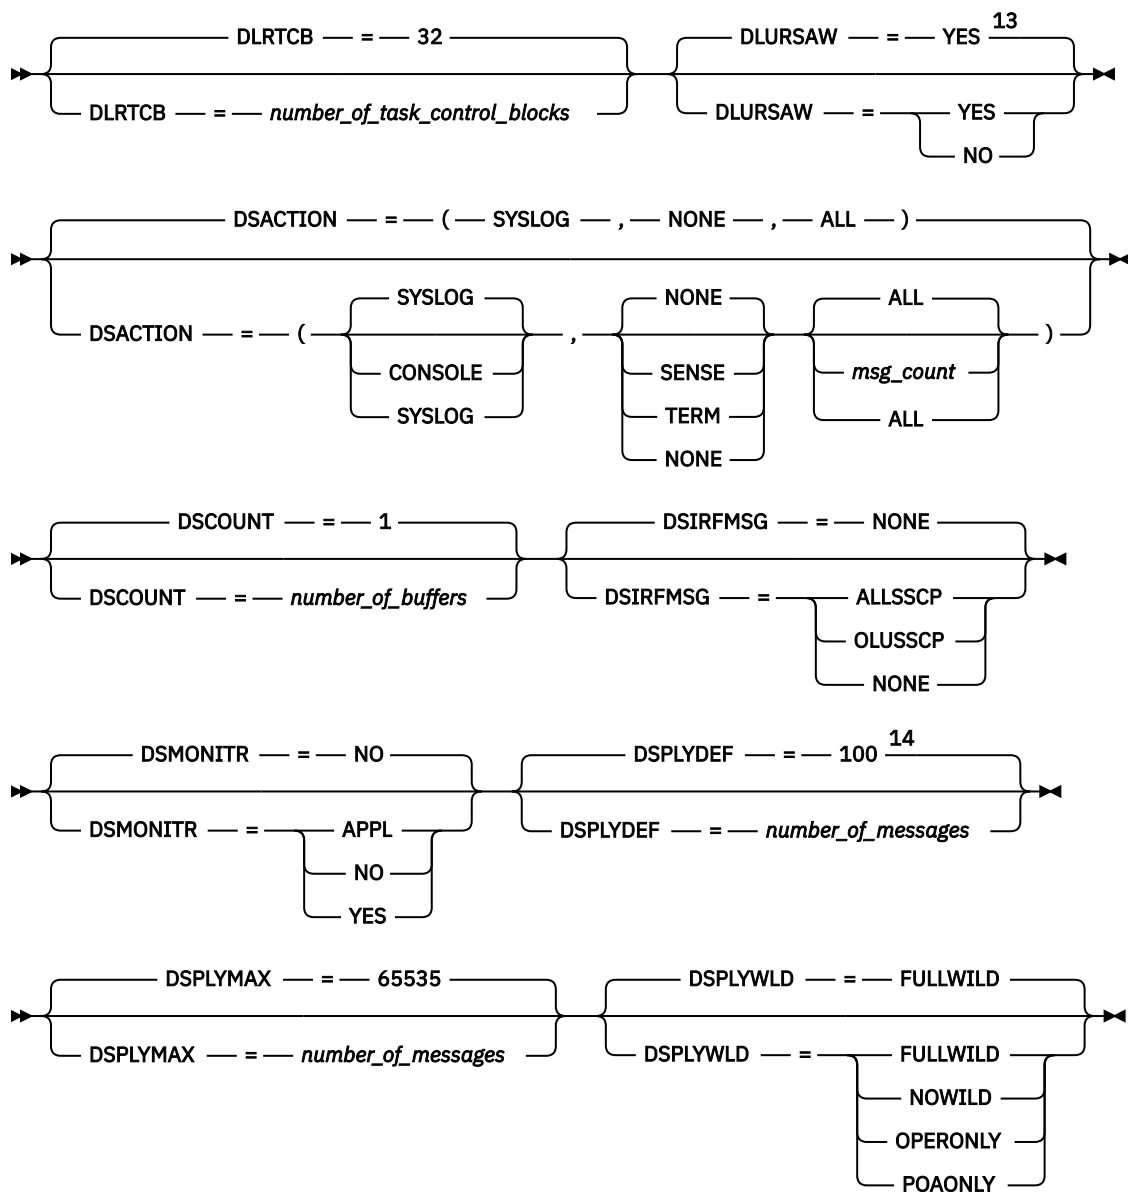 DLRTCB = 32 DLURSAW = YES 13
DLRTCB = number_of_task_control_blocks DLURSAW = YES
NO
DSACTION = ( SYSLOG , NONE , ALL )
SYSLOG NONE ALL
DSACTION = ( , )
CONSOLE SENSE msg_count
SYSLOG TERM ALL
NONE
DSCOUNT = 1 DSIRFMSG = NONE
DSCOUNT = number_of_buffers DSIRFMSG = ALLSSCP
OLUSSCP
NONE
DSMONITR = NO DSPLYDEF = 100 14
DSMONITR = APPL DSPLYDEF = number_of_messages
NO
YES
DSPLYMAX = 65535 DSPLYWLD = FULLWILD
DSPLYMAX = number_of_messages DSPLYWLD = FULLWILD
NOWILD
OPERONLY
POAONLY